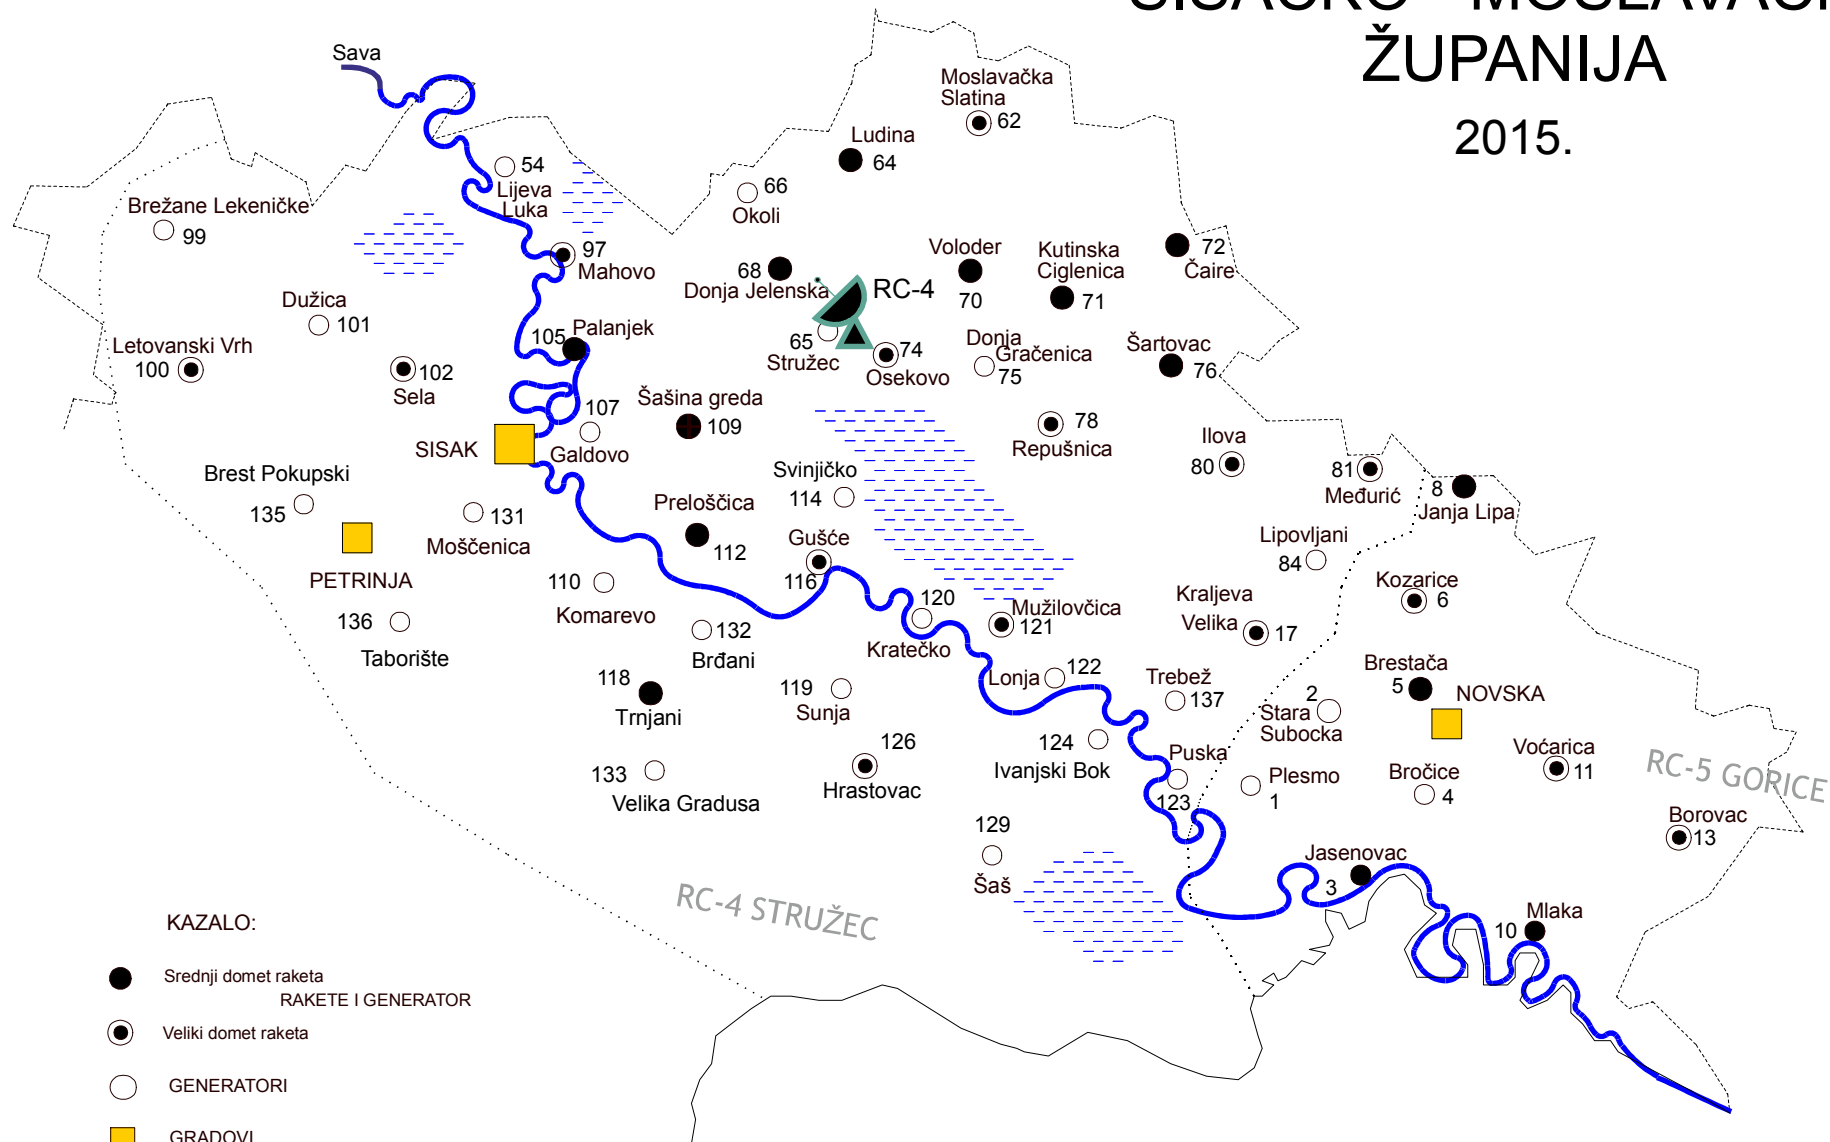 ŽUPANIJA
2015.
Sava
Moslavačka
Slatina
62
Ludina
64
54
Lijeva
Luka
66
Okoli
Brežane Lekeničke
99
97
Mahovo
68
Donja Jelenska
RC-4
Voloder
70
Kutinska
Ciglenica
71
72
Čaire
Dužica
101
105
Palanjek
65
Stružec
74
Osekovo
Donja
Gračenica
75
Šartovac
76
Letovanski Vrh
100
102
Sela
107
Galdovo
Šašina greda
109
78
Repušnica
SISAK
Ilova
80
81
Međurić
8
Janja Lipa
Brest Pokupski
135
131
Moščenica
Svinjičko
114
Preloščica
112
Gušće
116
Lipovljani
84
PETRINJA
110
Komarevo
Kozarice
6
136
Taborište
132
Brđani
120
Kratečko
Mužilovčica
121
Kraljeva
Velika
17
118
Trnjani
119
Sunja
Lonja
122
Trebež
137
2
Stara
Subocka
Brestača
5
NOVSKA
133
Velika Gradusa
126
Hrastovac
124
Ivanjski Bok
Puska
123
Plesmo
1
Bročice
4
Voćarica
11
RC-5 GORICE
Borovac
13
129
Šaš
Jasenovac
3
RC-4 STRUŽEC
Mlaka
10
KAZALO:
Srednji domet raketa
RAKETE I GENERATOR
Veliki domet raketa
GENERATORI
GRADOVI